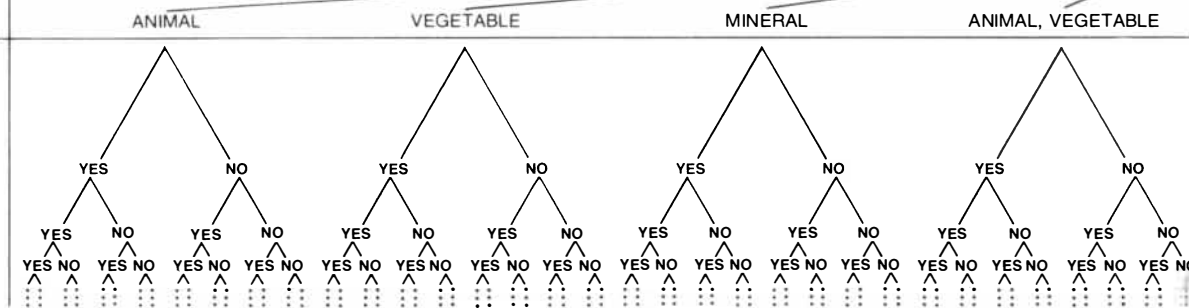 ANIMAL VEGETABLE MINERAL ANIMAL, VEGETABLE
YES NO YES NO YES NO YES NO
YES NO YES NO YES NO YES NO YES NO YES NO YES NO YES NO
YES NO YES NO YES NO YES NO YES NO YES NO YES NO YES NO YES NO YES NO YES NO YES NO YES NO YES NO YES NO YES NO